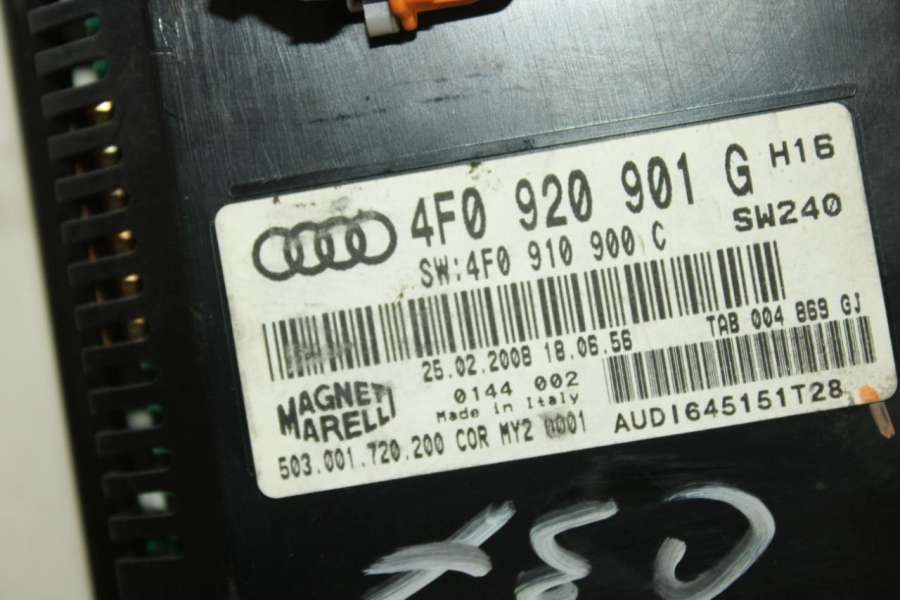 4F0 920 901 G H16
SW:4F0 910 900 C SW240
25.02.2008 18.06.56 TAB 004 869 GJ
MAGNETI MARELLI
0144 002
Made in Italy
503.001.720.200 COR MY2 0001
AUDI645151T28